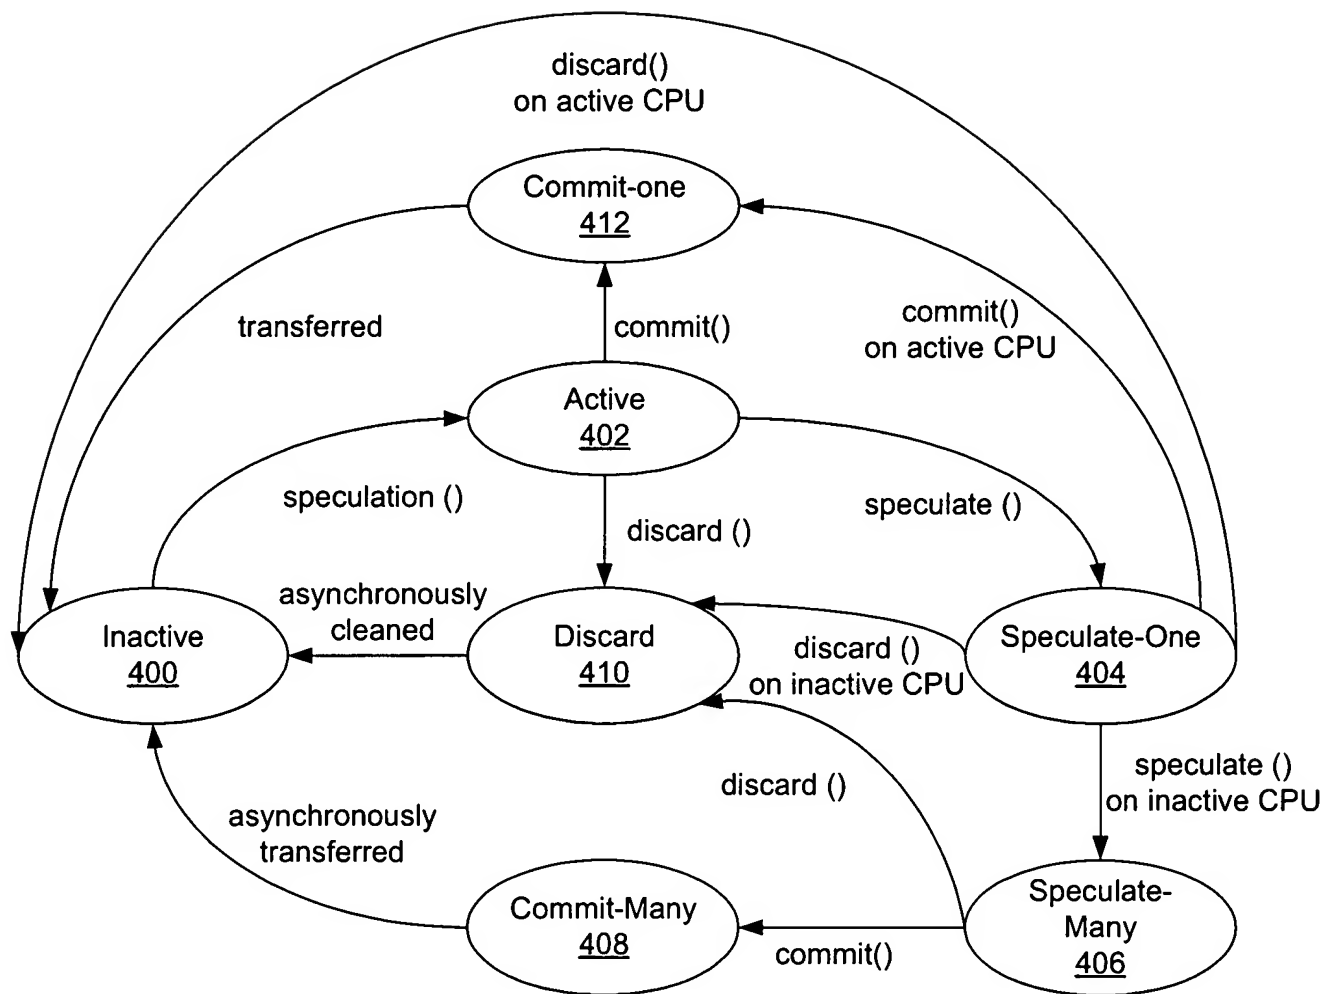 discard()
on active CPU
Commit-one
412
transferred
commit()
commit()
on active CPU
Active
402
speculation ()
speculate ()
discard ()
asynchronously
cleaned
Inactive
400
Discard
410
discard ()
on inactive CPU
Speculate-One
404
speculate ()
on inactive CPU
discard ()
asynchronously
transferred
Commit-Many
408
commit()
Speculate-
Many
406